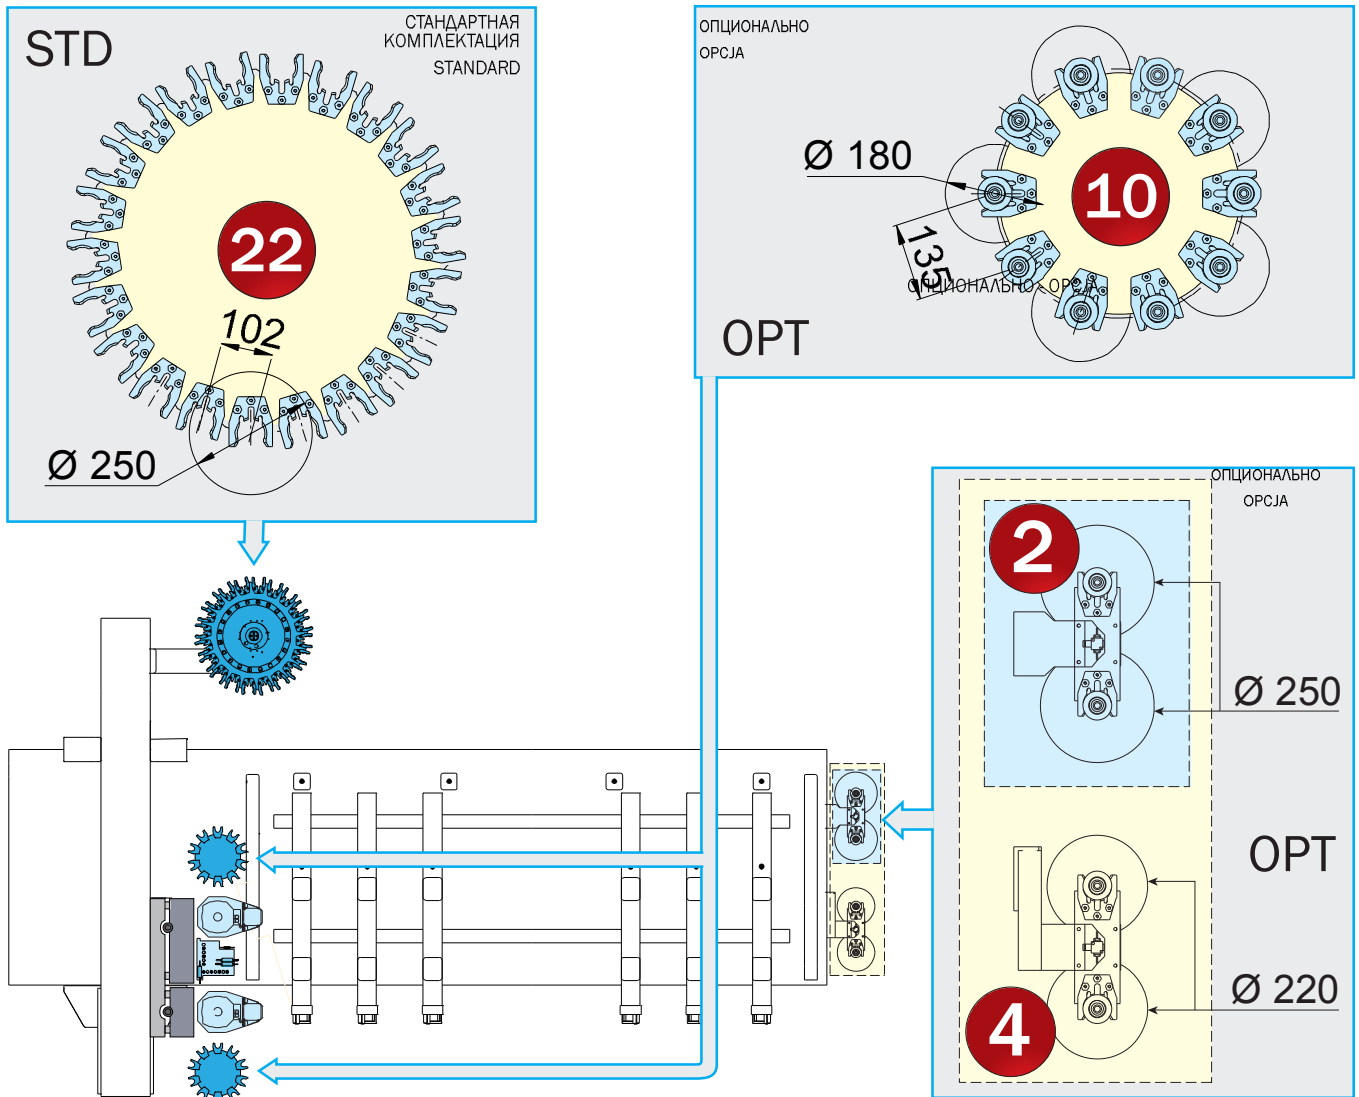 STD
СТАНДАРТНАЯ
КОМПЛЕКТАЦИЯ
STANDARD
22
102
Ø 250
ОПЦИОНАЛЬНО
OPCJA
Ø 180
10
135
ОПЦИОНАЛЬНО - OPCJA
OPT
ОПЦИОНАЛЬНО
OPCJA
2
Ø 250
OPT
Ø 220
4